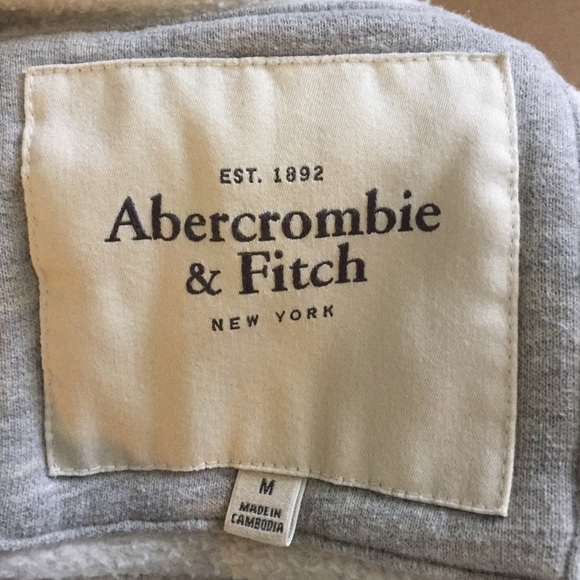 EST. 1892
Abercrombie
& Fitch
NEW YORK
M
MADE IN
CAMBODIA